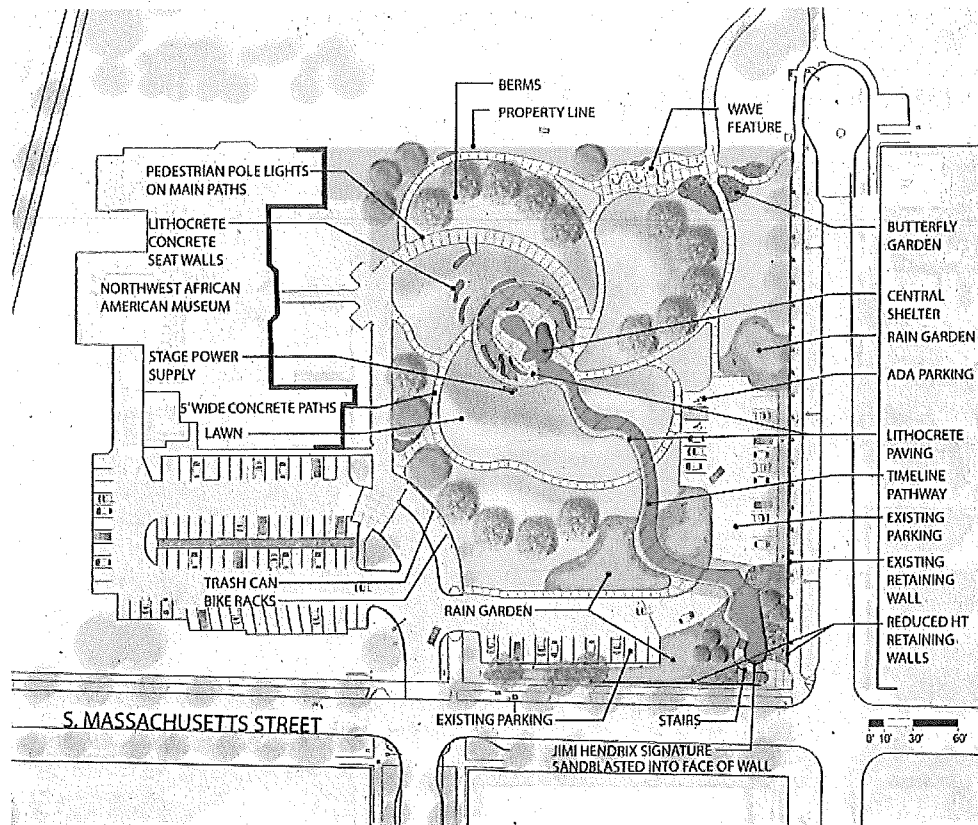 BERMS
PROPERTY LINE
WAVE
FEATURE
PEDESTRIAN POLE LIGHTS
ON MAIN PATHS
LITHOCRETE
CONCRETE
SEAT WALLS
NORTHWEST AFRICAN
AMERICAN MUSEUM
STAGE POWER
SUPPLY
5' WIDE CONCRETE PATHS
LAWN
BUTTERFLY
GARDEN
CENTRAL
SHELTER
RAIN GARDEN
ADA PARKING
LITHOCRETE
PAVING
TIMELINE
PATHWAY
EXISTING
PARKING
EXISTING
RETAINING
WALL
REDUCED HT
RETAINING
WALLS
TRASH CAN
BIKE RACKS
RAIN GARDEN
S. MASSACHUSETTS STREET
EXISTING PARKING
STAIRS
JIMI HENDRIX SIGNATURE
SANDBLASTED INTO FACE OF WALL
0' 10' 30' 60'